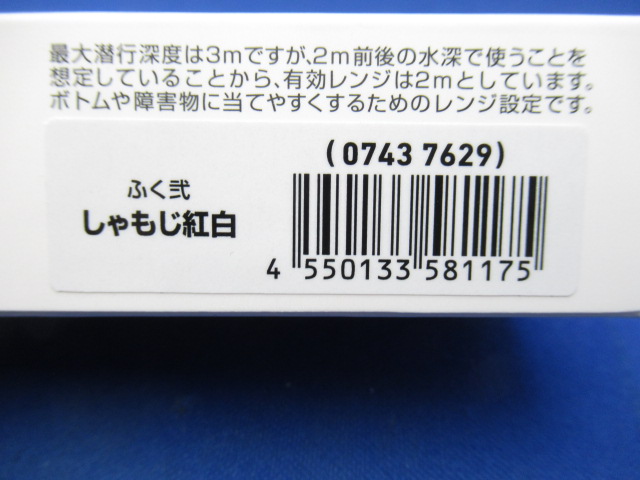 最大潜行深度は3mですが、2m前後の水深で使うことを
想定していることから、有効レンジは2mとしています。
ボトムや障害物に当てやすくするためのレンジ設定です。
(0743 7629)
ふく弐
しゃもじ紅白
4 550133 581175